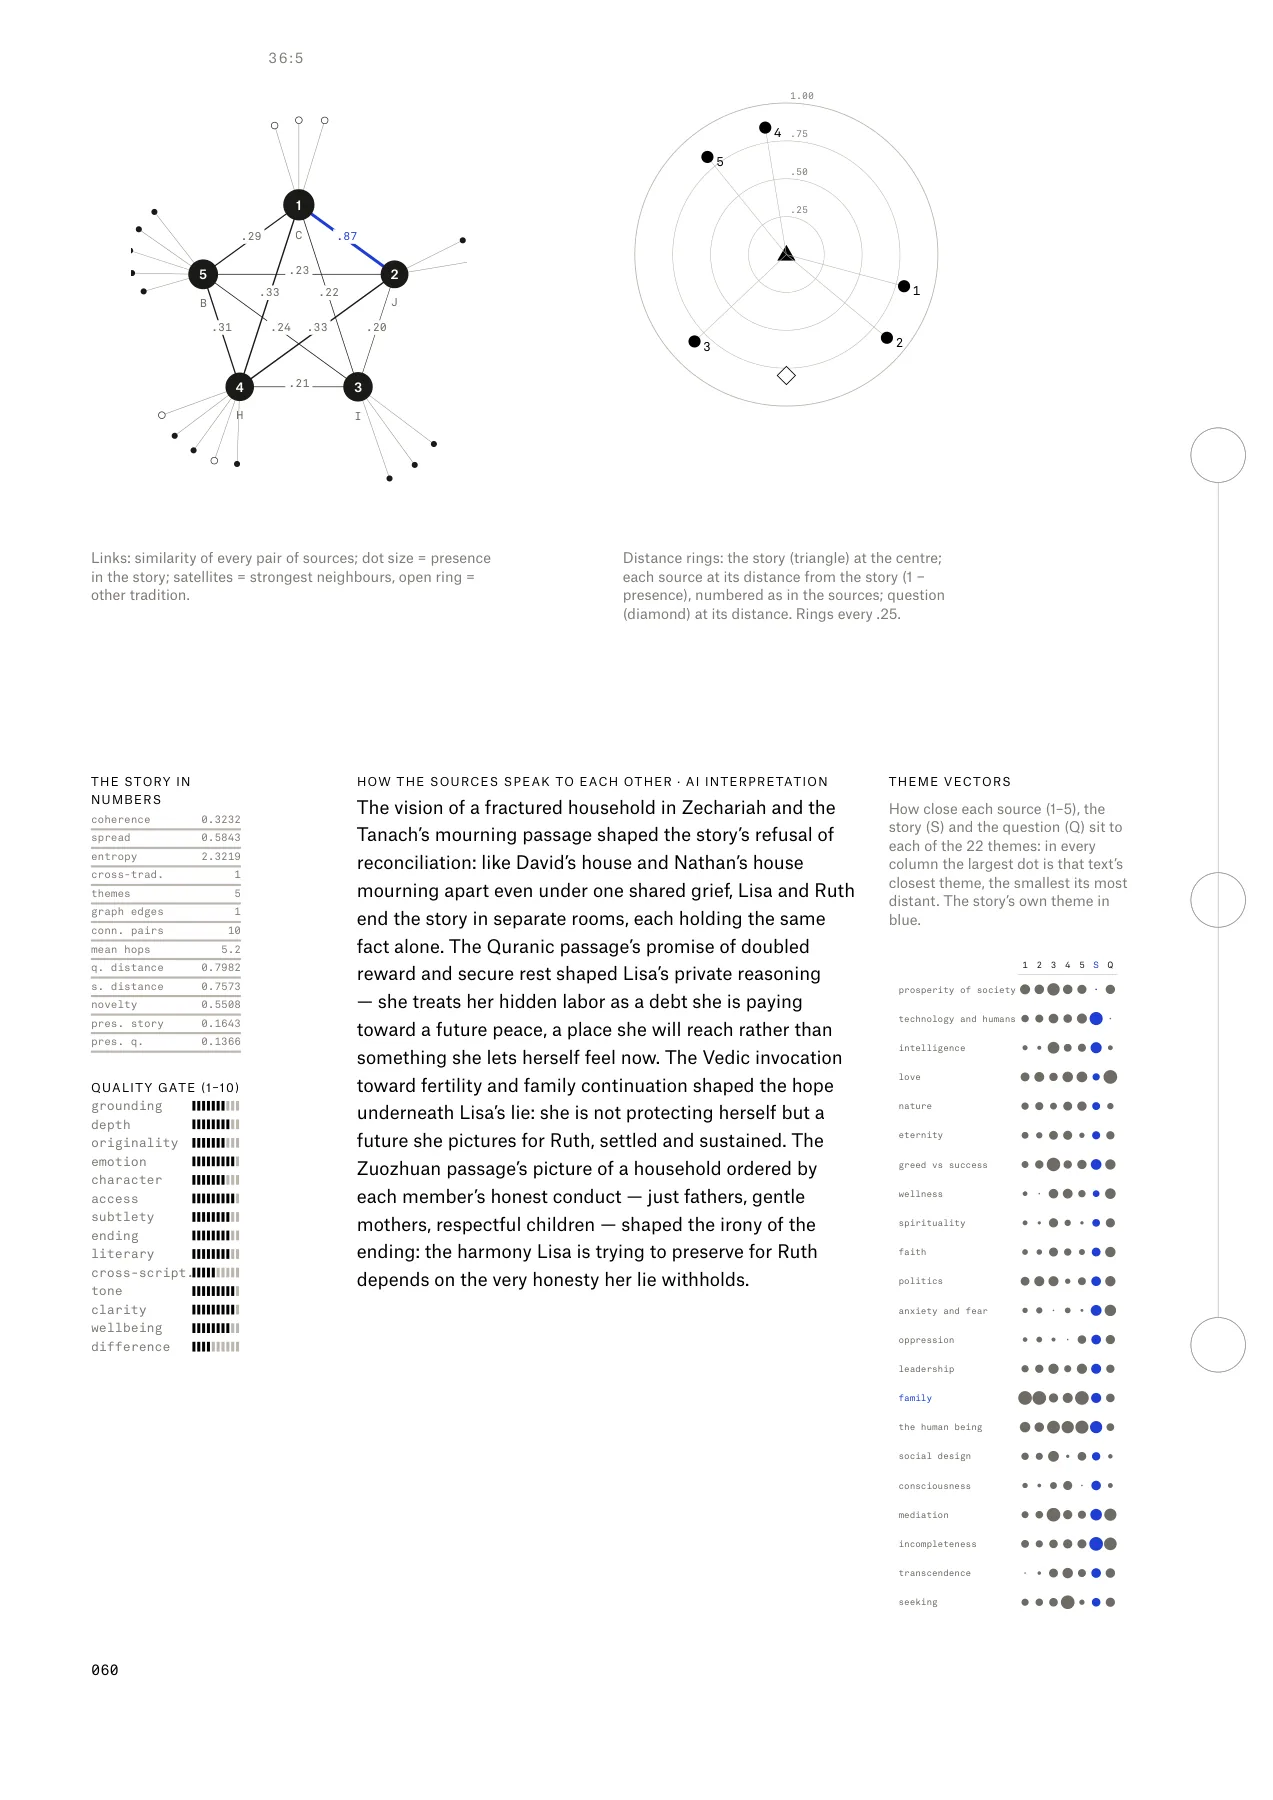 36:5
1
C
.29
.87
5
B
.23
2
J
.33
.22
.31
.24
.33
.20
4
H
.21
3
I
1.00
4
.75
5
.50
.25
1
2
3
Links: similarity of every pair of sources; dot size = presence
in the story; satellites = strongest neighbours, open ring =
other tradition.
Distance rings: the story (triangle) at the centre;
each source at its distance from the story (1 –
presence), numbered as in the sources; question
(diamond) at its distance. Rings every .25.
THE STORY IN
NUMBERS
coherence 0.3232
spread 0.5843
entropy 2.3219
cross-trad. 1
themes 5
graph edges 1
conn. pairs 10
mean hops 5.2
q. distance 0.7982
s. distance 0.7573
novelty 0.5508
pres. story 0.1643
pres. q. 0.1366
QUALITY GATE (1–10)
grounding
depth
originality
emotion
character
access
subtlety
ending
literary
cross-script.
tone
clarity
wellbeing
difference
HOW THE SOURCES SPEAK TO EACH OTHER · AI INTERPRETATION
The vision of a fractured household in Zechariah and the
Tanach’s mourning passage shaped the story’s refusal of
reconciliation: like David’s house and Nathan’s house
mourning apart even under one shared grief, Lisa and Ruth
end the story in separate rooms, each holding the same
fact alone. The Quranic passage’s promise of doubled
reward and secure rest shaped Lisa’s private reasoning
— she treats her hidden labor as a debt she is paying
toward a future peace, a place she will reach rather than
something she lets herself feel now. The Vedic invocation
toward fertility and family continuation shaped the hope
underneath Lisa’s lie: she is not protecting herself but a
future she pictures for Ruth, settled and sustained. The
Zuozhuan passage’s picture of a household ordered by
each member’s honest conduct — just fathers, gentle
mothers, respectful children — shaped the irony of the
ending: the harmony Lisa is trying to preserve for Ruth
depends on the very honesty her lie withholds.
THEME VECTORS
How close each source (1–5), the
story (S) and the question (Q) sit to
each of the 22 themes: in every
column the largest dot is that text’s
closest theme, the smallest its most
distant. The story’s own theme in
blue.
1 2 3 4 5 S Q
prosperity of society
technology and humans
intelligence
love
nature
eternity
greed vs success
wellness
spirituality
faith
politics
anxiety and fear
oppression
leadership
family
the human being
social design
consciousness
mediation
incompleteness
transcendence
seeking
060